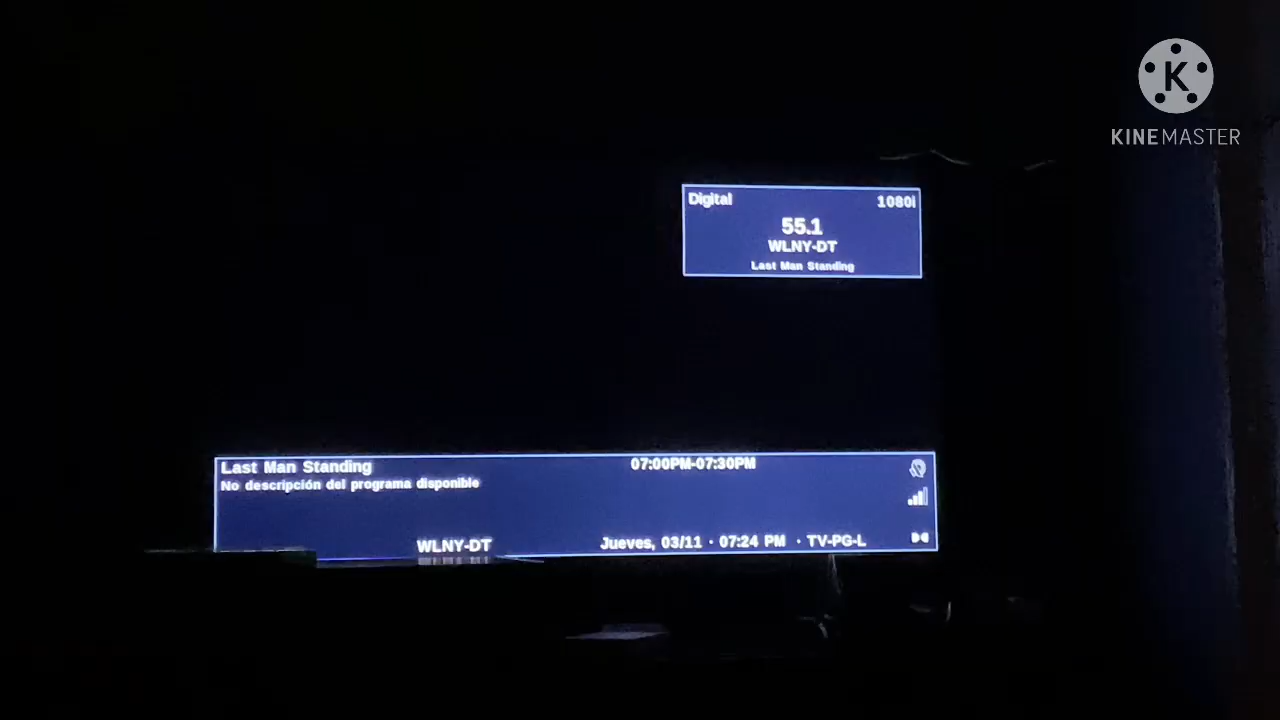 KINEMASTER
Digital 1080i
55.1
WLNY-DT
Last Man Standing
Last Man Standing 07:00PM-07:30PM
No descripción del programa disponible
WLNY-DT Jueves, 03/11 · 07:24 PM · TV-PG-L